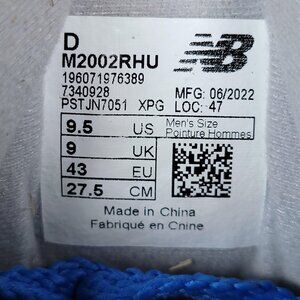 D
M2002RHU
196071976389
7340928 MFG: 06/2022
PSTJN7051 XPG LOC: 47
9.5 US Men's Size
Pointure Hommes
9 UK
43 EU
27.5 CM
Made in China
Fabriqué en Chine